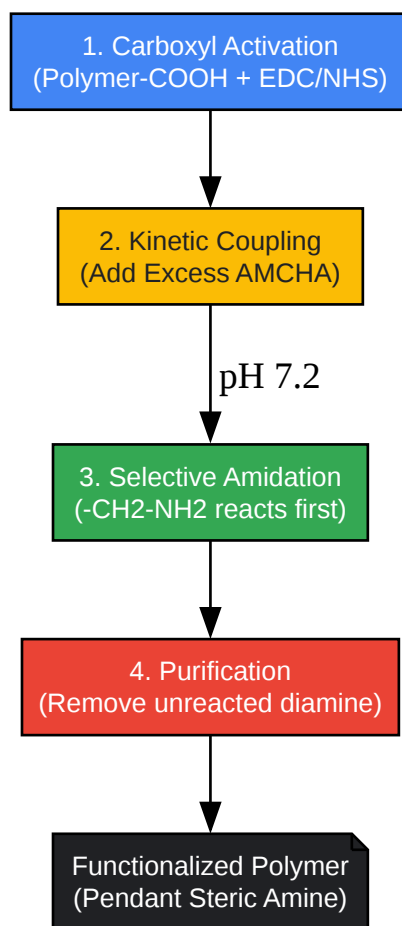 1. Carboxyl Activation
(Polymer-COOH + EDC/NHS)
2. Kinetic Coupling
(Add Excess AMCHA)
pH 7.2
3. Selective Amidation
(-CH2-NH2 reacts first)
4. Purification
(Remove unreacted diamine)
Functionalized Polymer
(Pendant Steric Amine)